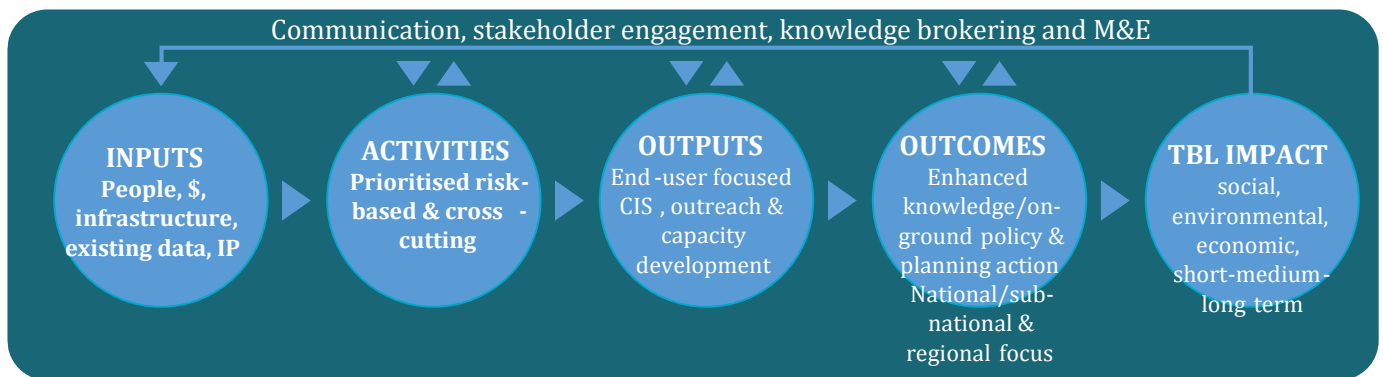 Communication, stakeholder engagement, knowledge brokering and M&E
INPUTS
People, $,
infrastructure,
existing data, IP
ACTIVITIES
Prioritised risk-
based & cross -
cutting
OUTPUTS
End -user focused
CIS , outreach &
capacity
development
OUTCOMES
Enhanced
knowledge/on-
ground policy &
planning action
National/sub-
national &
regional focus
TBL IMPACT
social,
environmental,
economic,
short-medium-
long term